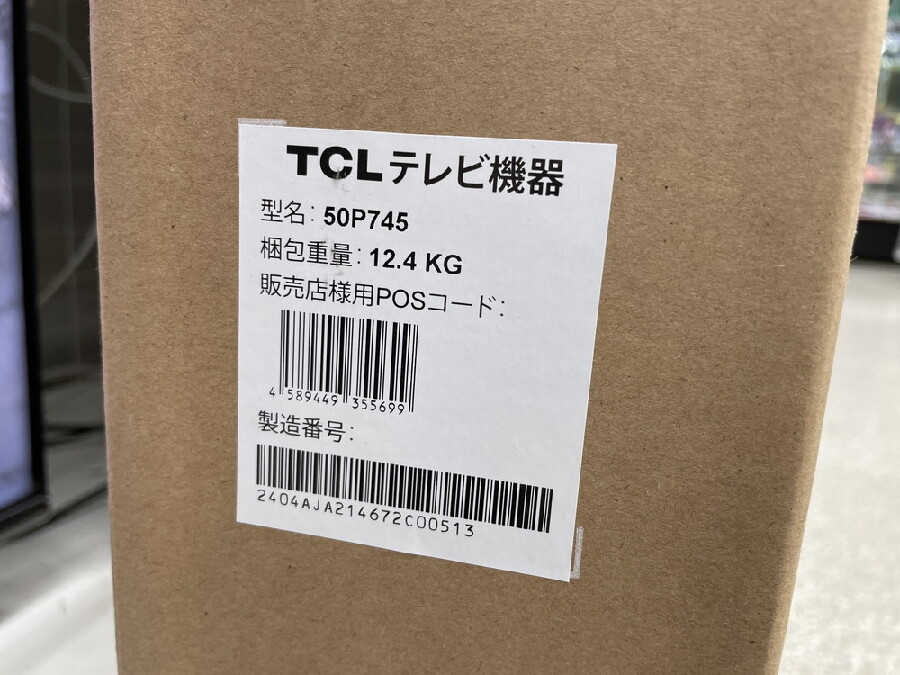 TCLテレビ機器
型名: 50P745
梱包重量: 12.4 KG
販売店様用POSコード:
4 589449 355699
製造番号:
2404AJA214672C00513